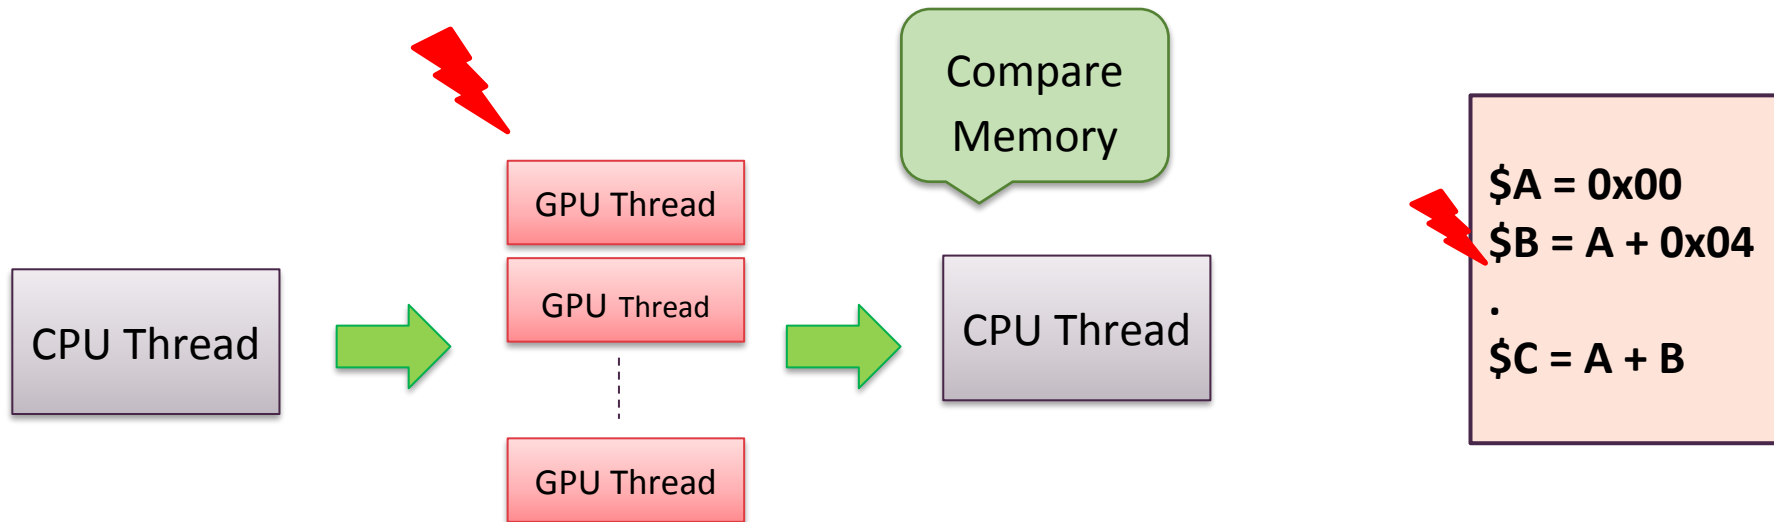 CPU Thread
GPU Thread
GPU Thread
GPU Thread
Compare
Memory
CPU Thread
$A = 0x00
$B = A + 0x04
.
$C = A + B